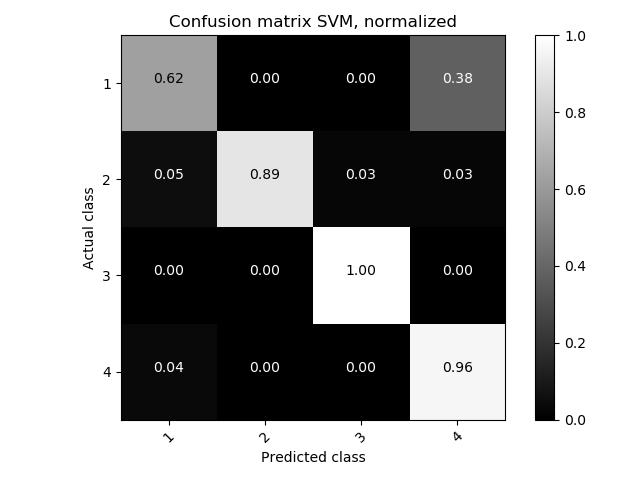 Confusion matrix SVM, normalized
1.0
1 0.62 0.00 0.00 0.38
0.8
2 0.05 0.89 0.03 0.03
0.6
Actual class
3 0.00 0.00 1.00 0.00
0.4
0.2
4 0.04 0.00 0.00 0.96
0.0
1 2 3 4
Predicted class